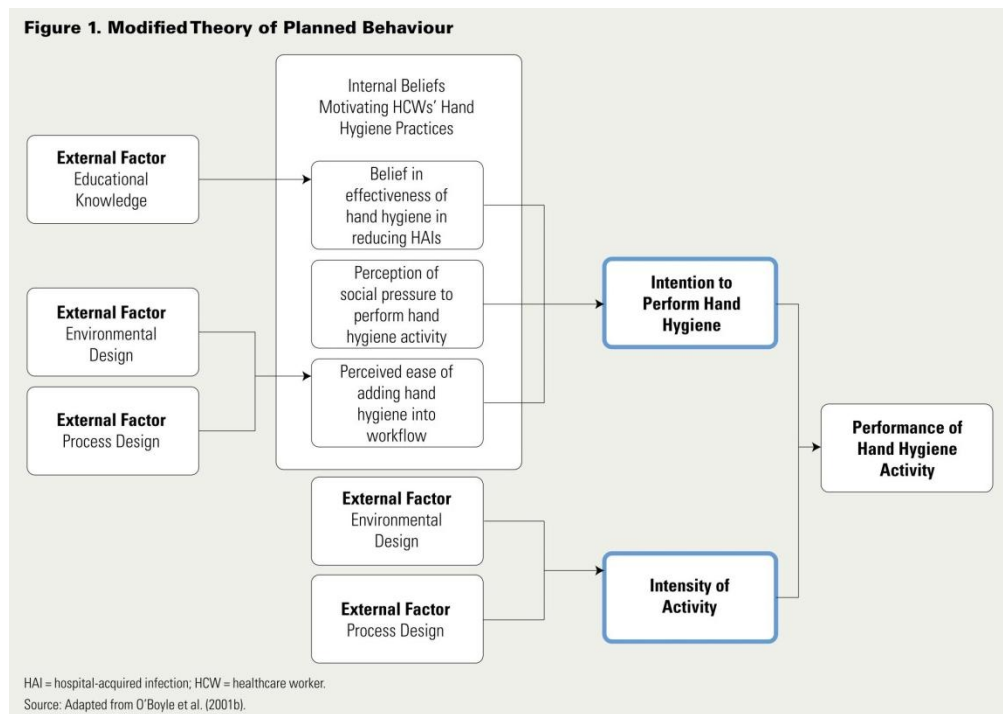 Figure 1. Modified Theory of Planned Behaviour
Internal Beliefs
Motivating HCWs' Hand
Hygiene Practices
External Factor
Educational
Knowledge
Belief in
effectiveness of
hand hygiene in
reducing HAIs
Perception of
social pressure to
perform hand
hygiene activity
Intention to
Perform Hand
Hygiene
External Factor
Environmental
Design
Perceived ease of
adding hand
hygiene into
workflow
External Factor
Process Design
Performance of
Hand Hygiene
Activity
External Factor
Environmental
Design
Intensity of
Activity
External Factor
Process Design
HAI = hospital-acquired infection; HCW = healthcare worker.
Source: Adapted from O'Boyle et al. (2001b).